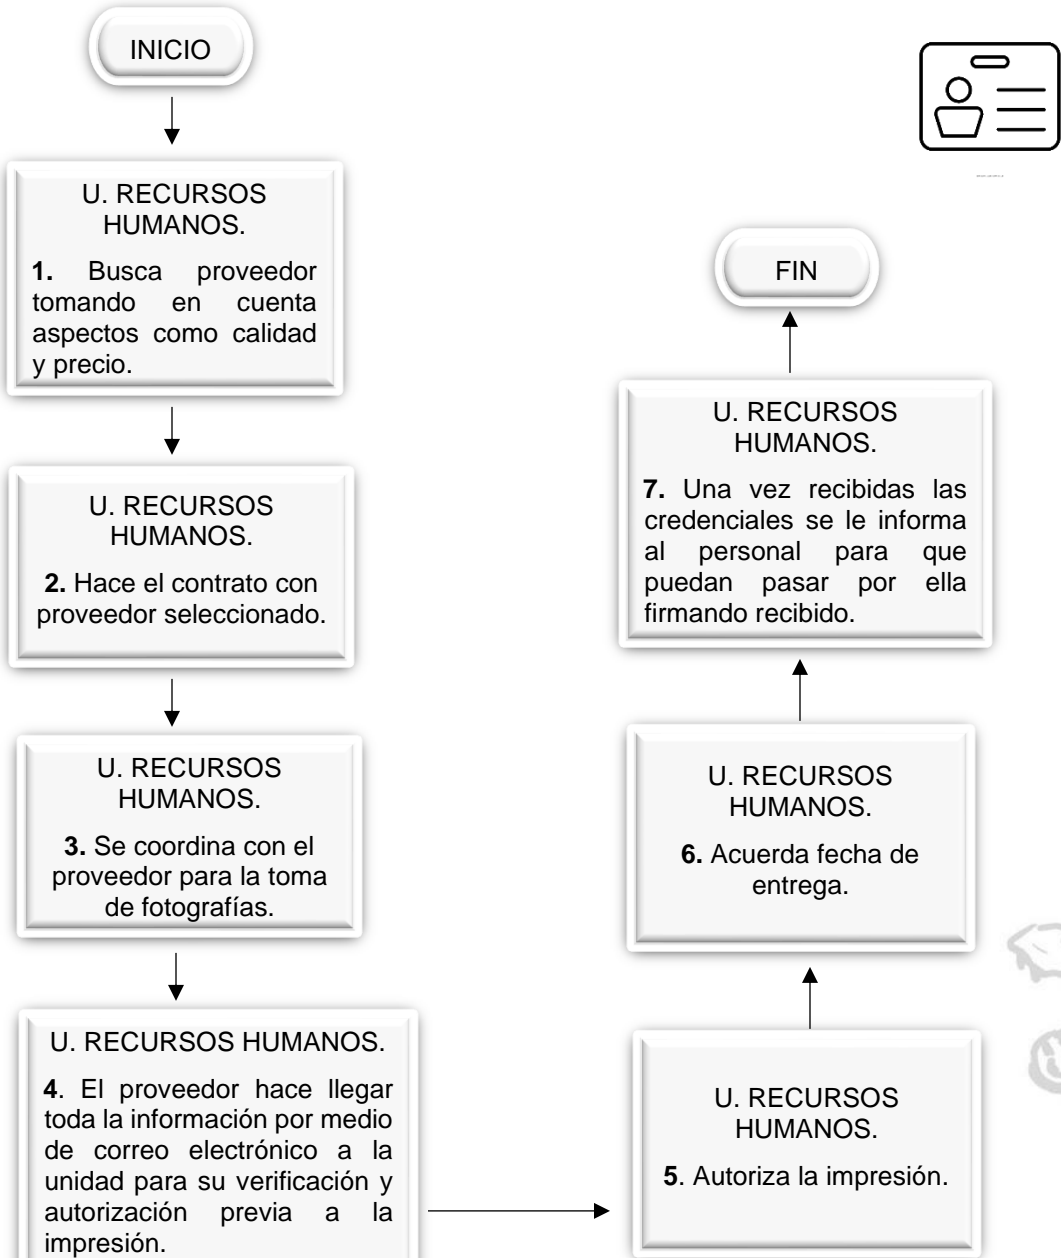 INICIO
U. RECURSOS
HUMANOS.
1. Busca proveedor
tomando en cuenta
aspectos como calidad
y precio.
U. RECURSOS
HUMANOS.
2. Hace el contrato con
proveedor seleccionado.
U. RECURSOS
HUMANOS.
3. Se coordina con el
proveedor para la toma
de fotografías.
U. RECURSOS HUMANOS.
4. El proveedor hace llegar
toda la información por medio
de correo electrónico a la
unidad para su verificación y
autorización previa a la
impresión.
U. RECURSOS
HUMANOS.
5. Autoriza la impresión.
U. RECURSOS
HUMANOS.
6. Acuerda fecha de
entrega.
U. RECURSOS
HUMANOS.
7. Una vez recibidas las
credenciales se le informa
al personal para que
puedan pasar por ella
firmando recibido.
FIN